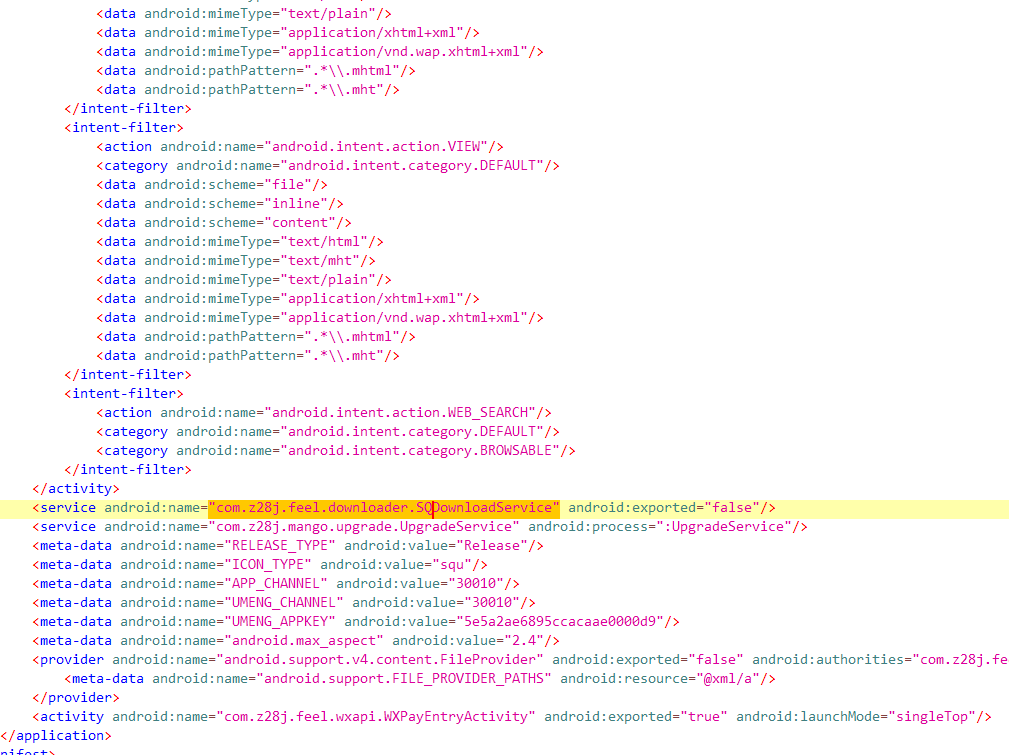 <data android:mimeType="text/plain"/>
<data android:mimeType="application/xhtml+xml"/>
<data android:mimeType="application/vnd.wap.xhtml+xml"/>
<data android:pathPattern=".*\\.mhtml"/>
<data android:pathPattern=".*\\.mht"/>
</intent-filter>
<intent-filter>
<action android:name="android.intent.action.VIEW"/>
<category android:name="android.intent.category.DEFAULT"/>
<data android:scheme="file"/>
<data android:scheme="inline"/>
<data android:scheme="content"/>
<data android:mimeType="text/html"/>
<data android:mimeType="text/mht"/>
<data android:mimeType="text/plain"/>
<data android:mimeType="application/xhtml+xml"/>
<data android:mimeType="application/vnd.wap.xhtml+xml"/>
<data android:pathPattern=".*\\.mhtml"/>
<data android:pathPattern=".*\\.mht"/>
</intent-filter>
<intent-filter>
<action android:name="android.intent.action.WEB_SEARCH"/>
<category android:name="android.intent.category.DEFAULT"/>
<category android:name="android.intent.category.BROWSABLE"/>
</intent-filter>
</activity>
<service android:name="com.z28j.feel.downloader.SQDownloadService" android:exported="false"/>
<service android:name="com.z28j.mango.upgrade.UpgradeService" android:process=":UpgradeService"/>
<meta-data android:name="RELEASE_TYPE" android:value="Release"/>
<meta-data android:name="ICON_TYPE" android:value="squ"/>
<meta-data android:name="APP_CHANNEL" android:value="30010"/>
<meta-data android:name="UMENG_CHANNEL" android:value="30010"/>
<meta-data android:name="UMENG_APPKEY" android:value="5e5a2ae6895ccacaae0000d9"/>
<meta-data android:name="android.max_aspect" android:value="2.4"/>
<provider android:name="android.support.v4.content.FileProvider" android:exported="false" android:authorities="com.z28j.fe
<meta-data android:name="android.support.FILE_PROVIDER_PATHS" android:resource="@xml/a"/>
</provider>
<activity android:name="com.z28j.feel.wxapi.WXPayEntryActivity" android:exported="true" android:launchMode="singleTop"/>
</application>
nifest>